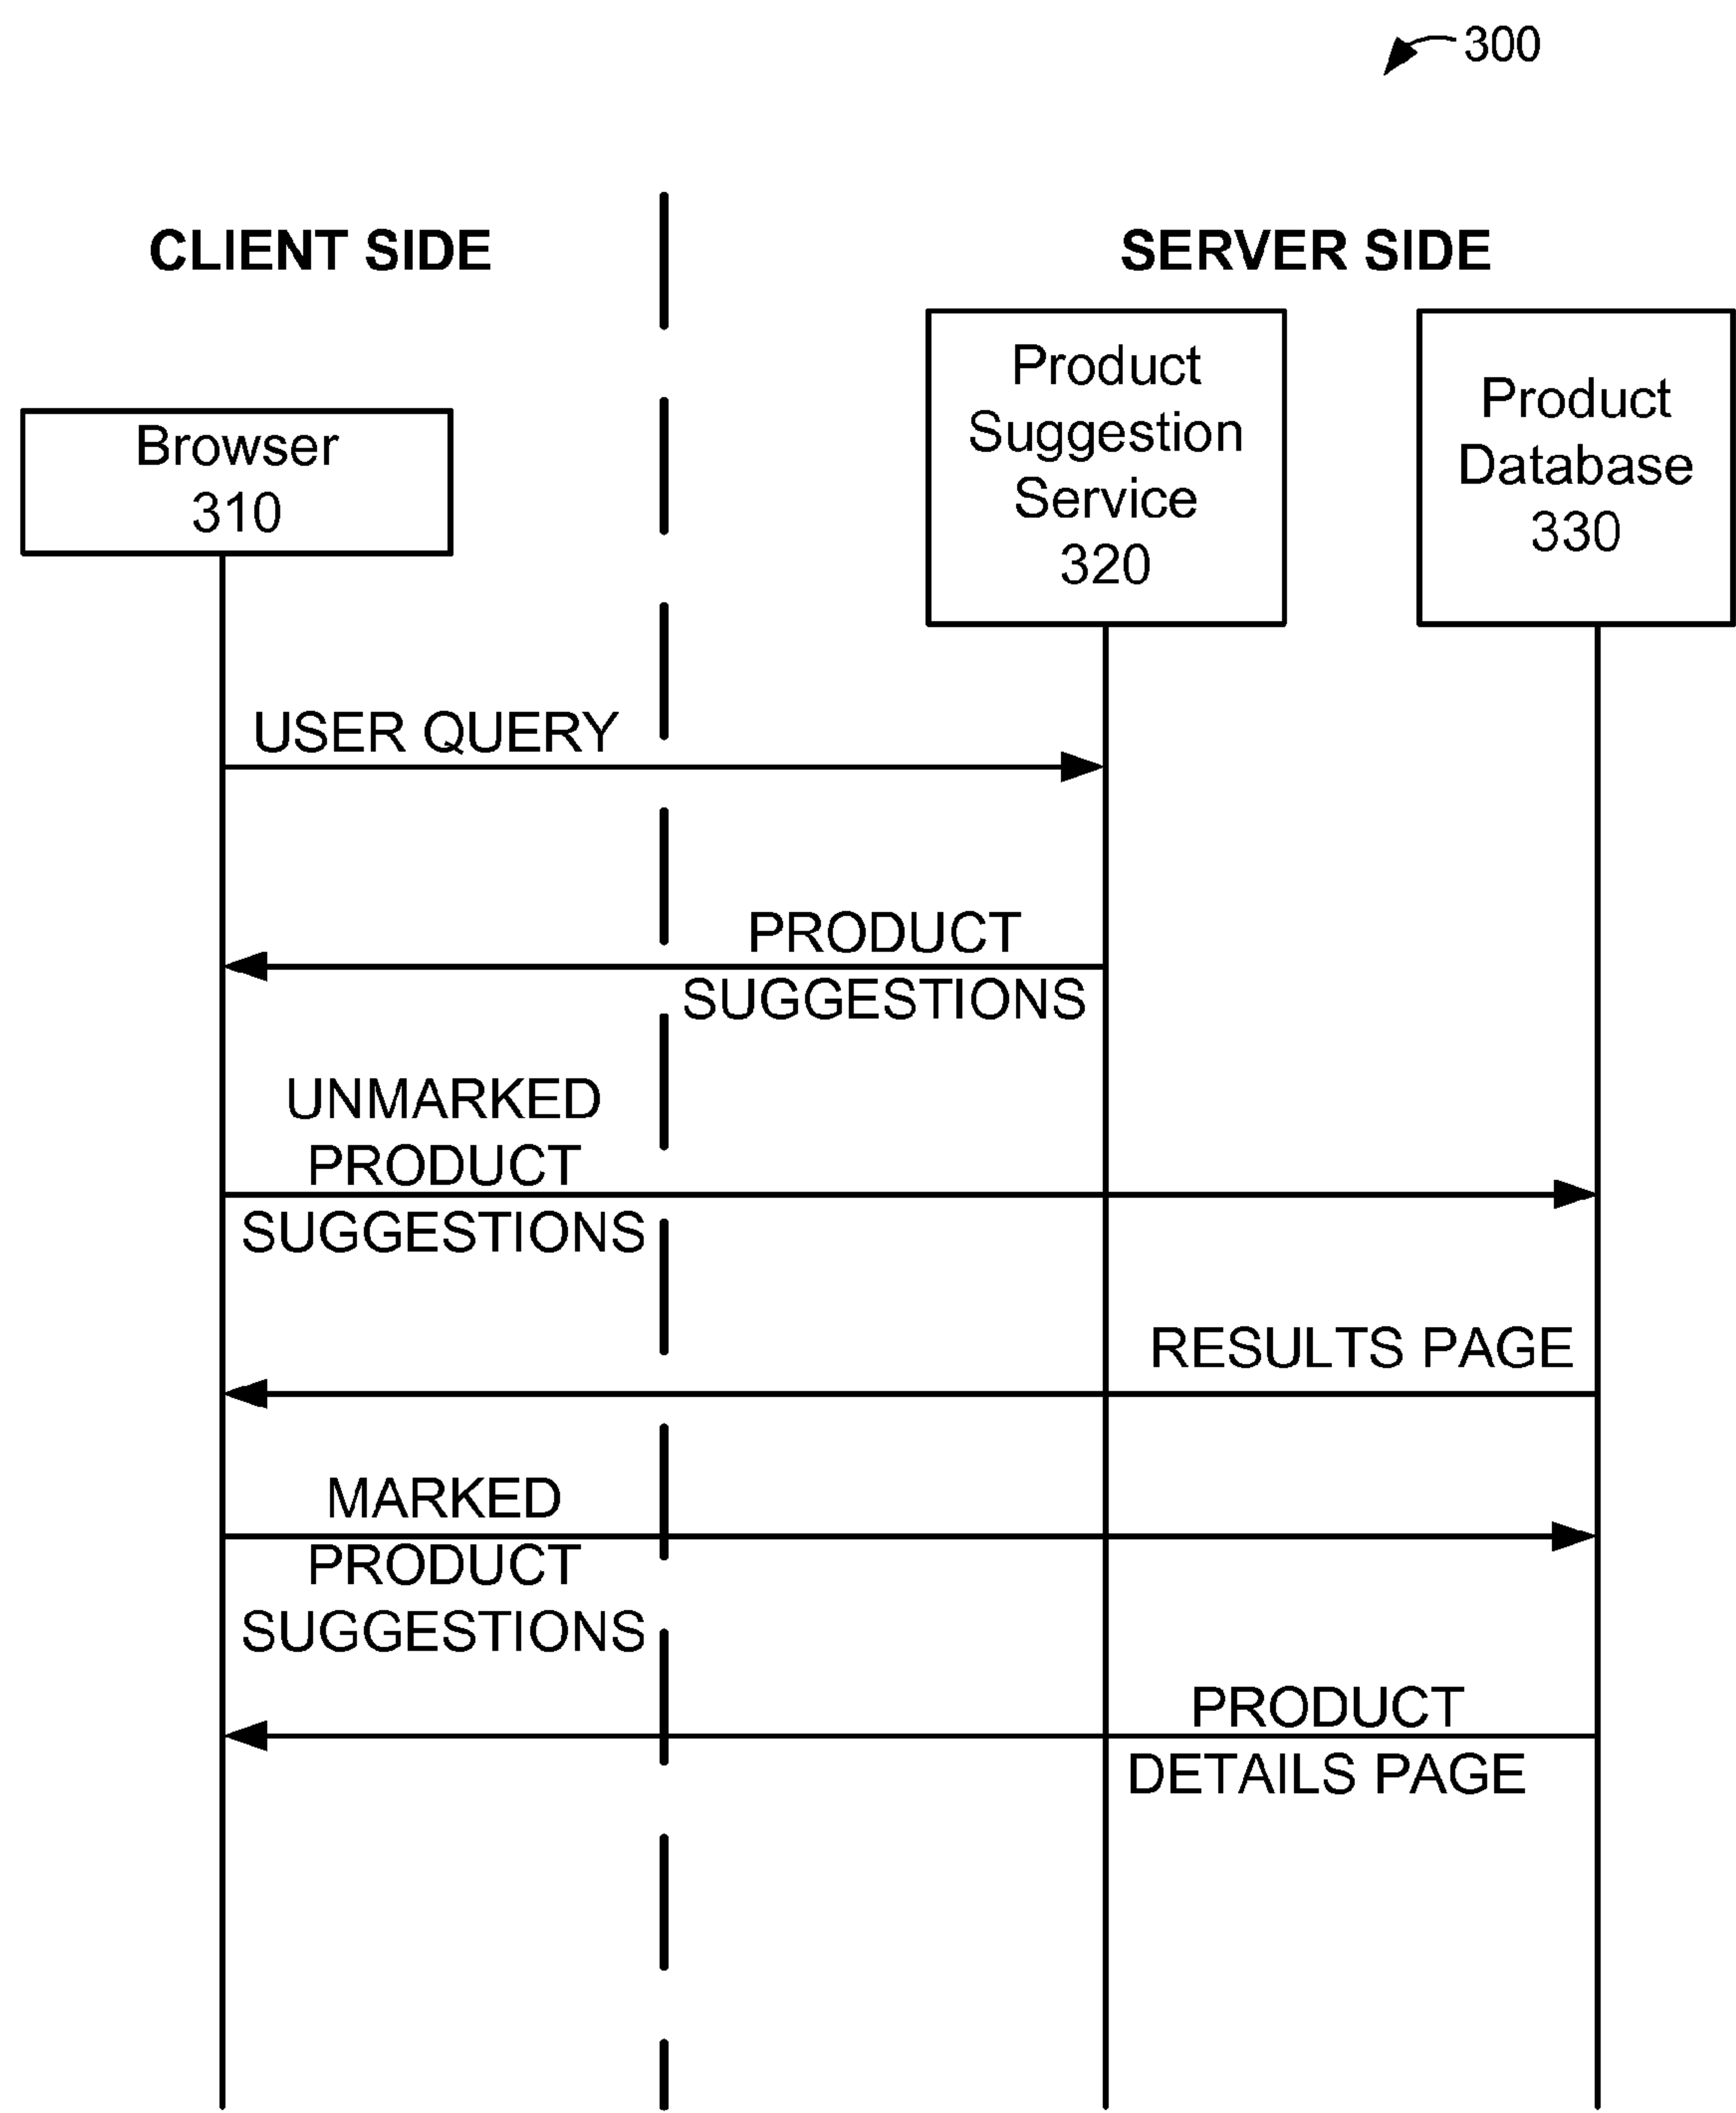 300
CLIENT SIDE
SERVER SIDE
Browser
310
Product
Suggestion
Service
320
Product
Database
330
USER QUERY
PRODUCT
SUGGESTIONS
UNMARKED
PRODUCT
SUGGESTIONS
RESULTS PAGE
MARKED
PRODUCT
SUGGESTIONS
PRODUCT
DETAILS PAGE